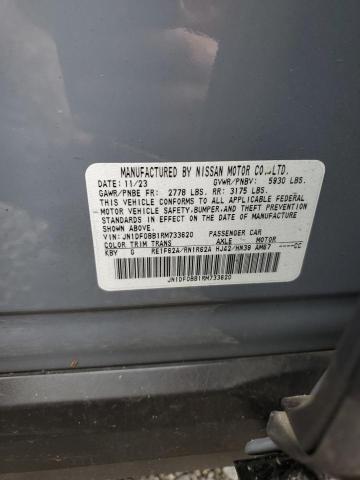 MANUFACTURED BY NISSAN MOTOR CO.,LTD.
DATE: 11/23 GVWR/PNBV: 5930 LBS.
GAWR/PNBE FR: 2778 LBS. RR: 3175 LBS.
THIS VEHICLE CONFORMS TO ALL APPLICABLE FEDERAL
MOTOR VEHICLE SAFETY, BUMPER, AND THEFT PREVENTION
STANDARDS IN EFFECT ON THE DATE OF MANUFACTURE
SHOWN ABOVE.
VIN: JN1DF0BB1RM733620 PASSENGER CAR
COLOR TRIM TRANS AXLE MOTOR
KBY G RE1F62A/RN1R62A HJ42/HN38 AM67 ----CC
JN1DF0BB1RM733620